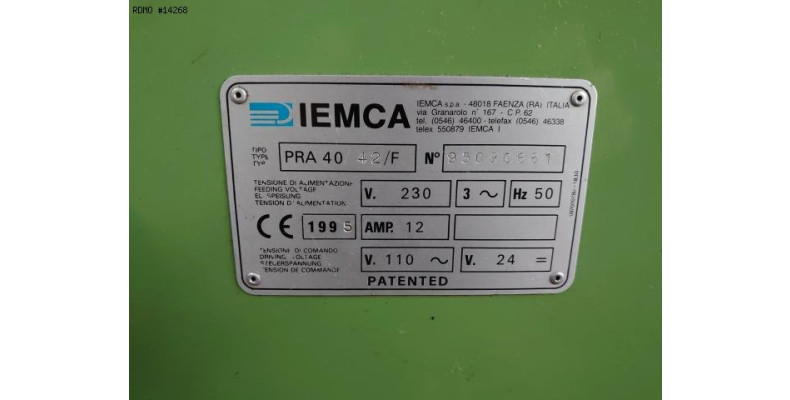 RDMO #14268
IEMCA
IEMCA s.p.a - 48018 FAENZA (RA) ITALIA
via Granarolo n° 167 - C.P. 62
tel. (0546) 46400 - telefax (0546) 46338
telex 550879 IEMCA I
TIPO
TYPE
TYP
PRA 40 42/F N°
TENSIONE DI ALIMENTAZIONE
FEEDING VOLTAGE
EL. SPEISUNG
TENSION D'ALIMENTATION
V. 230 3 ~ Hz 50
CE 1995 AMP. 12
TENSIONE DI COMANDO
DRIVING VOLTAGE
STEUERSPANNUNG
TENSION DE COMMANDE
V. 110 ~ V. 24 =
PATENTED